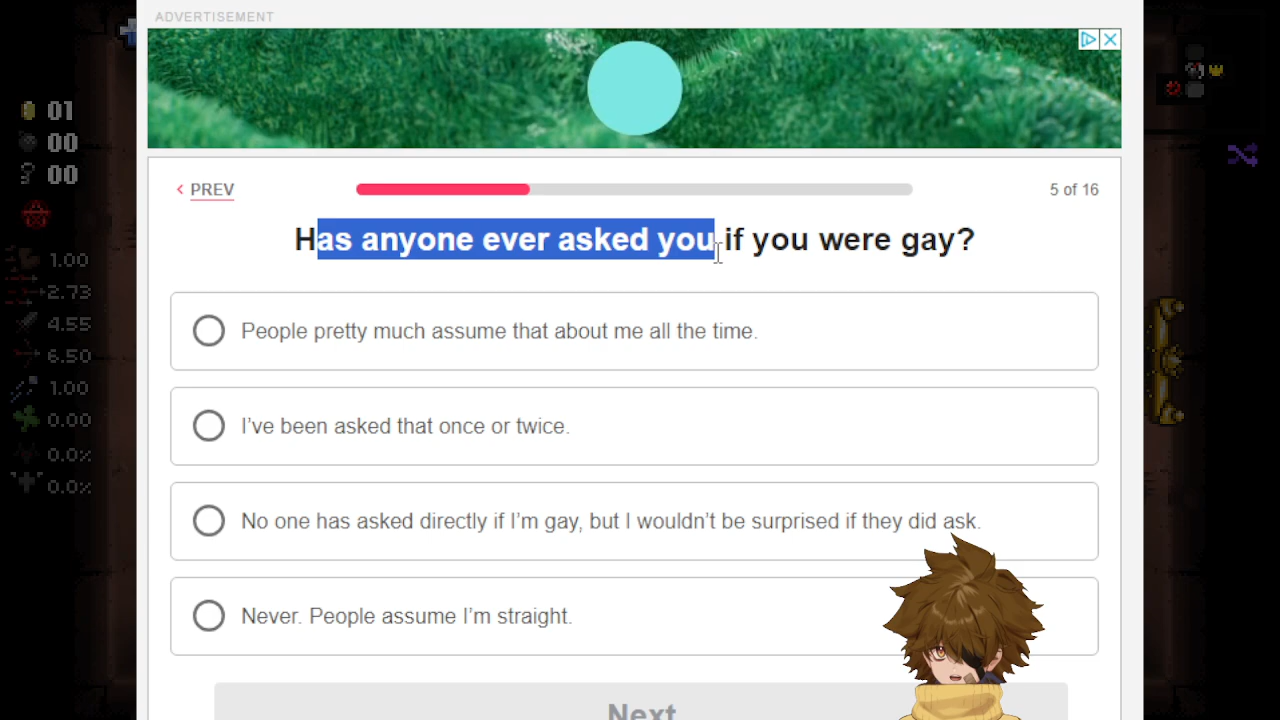 ADVERTISEMENT
01
00
00
1.00
2.73
4.55
6.50
1.00
0.00
0.0%
0.0%
PREV
5 of 16
Has anyone ever asked you if you were gay?
People pretty much assume that about me all the time.
I've been asked that once or twice.
No one has asked directly if I'm gay, but I wouldn't be surprised if they did ask.
Never. People assume I'm straight.
Next